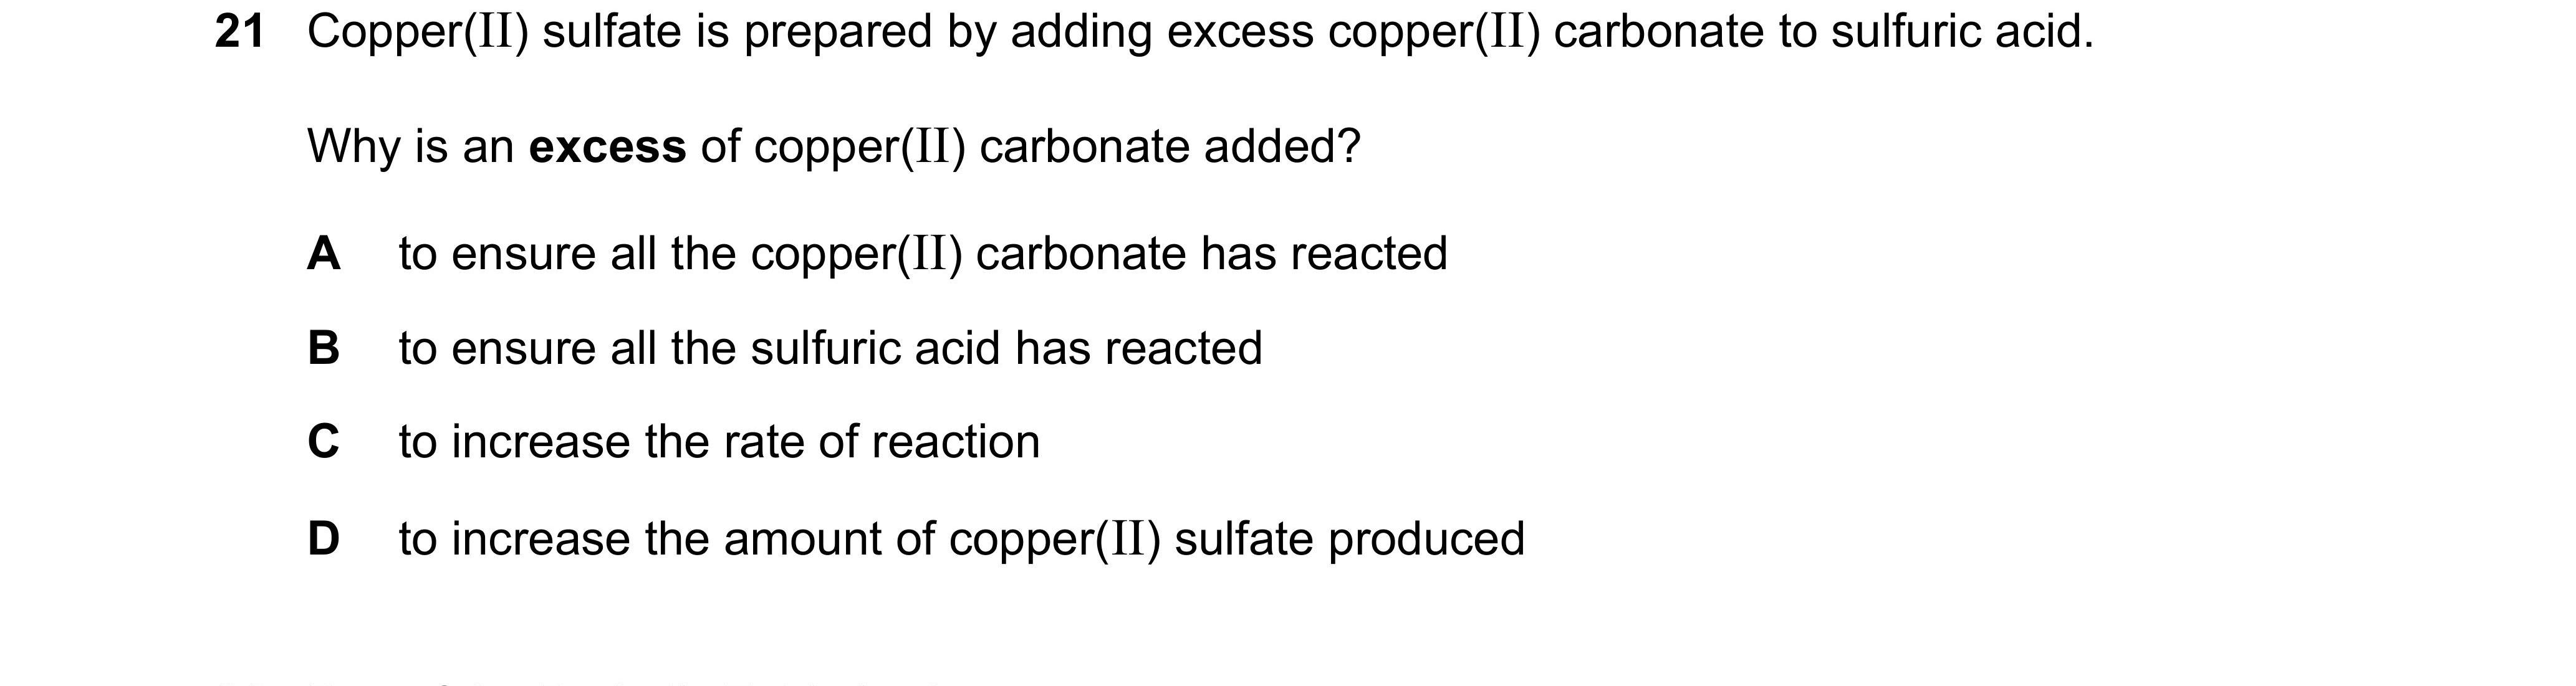 21 Copper(II) sulfate is prepared by adding excess copper(II) carbonate to sulfuric acid.
Why is an excess of copper(II) carbonate added?
A to ensure all the copper(II) carbonate has reacted
B to ensure all the sulfuric acid has reacted
C to increase the rate of reaction
D to increase the amount of copper(II) sulfate produced